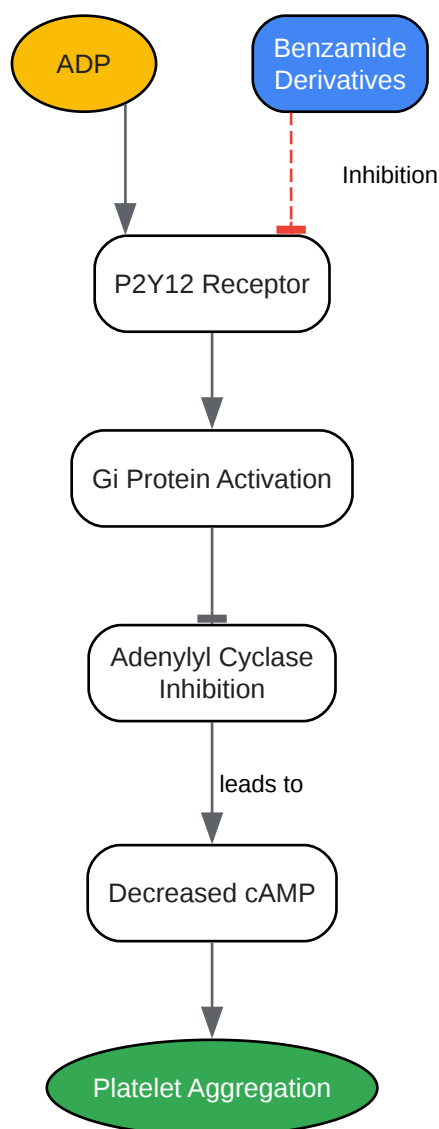 ADP
Benzamide
Derivatives
Inhibition
P2Y12 Receptor
Gi Protein Activation
Adenylyl Cyclase
Inhibition
leads to
Decreased cAMP
Platelet Aggregation